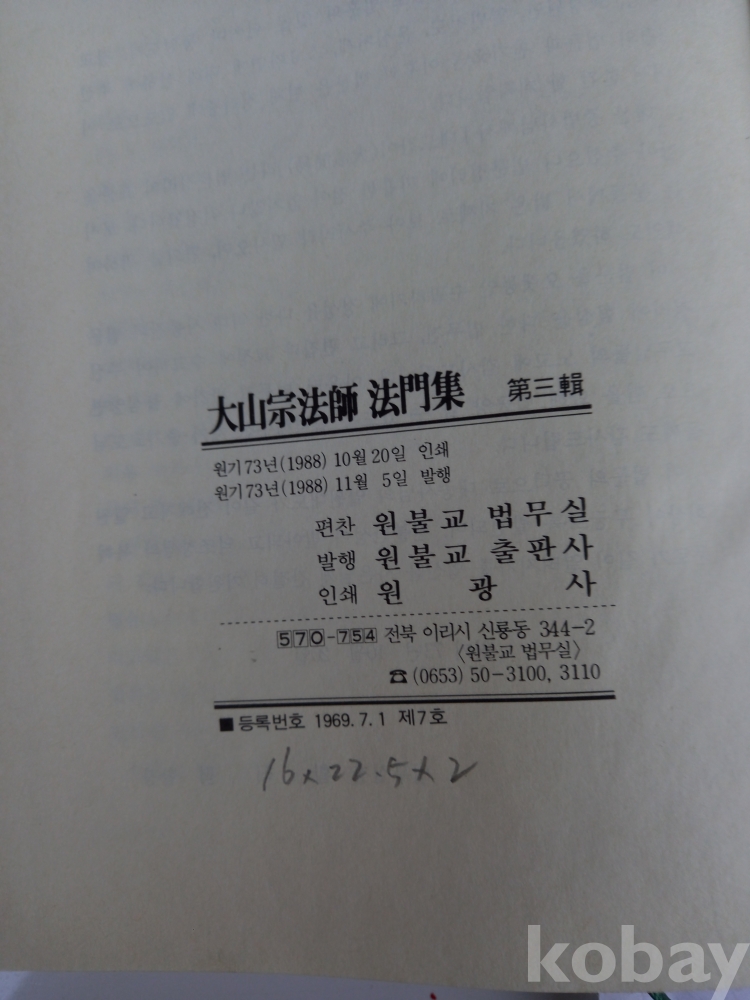 大山宗法師 法門集 第三輯
원기 73년 (1988) 10월 20일 인쇄
원기 73년 (1988) 11월 5일 발행
편찬 원불교 법무실
발행 원불교 출판사
인쇄 원광사
570-754 전북 이리시 신룡동 344-2
〈원불교 법무실〉
☎ (0653) 50-3100, 3110
■ 등록번호 1969.7.1 제7호
16x22.5x2
kobay